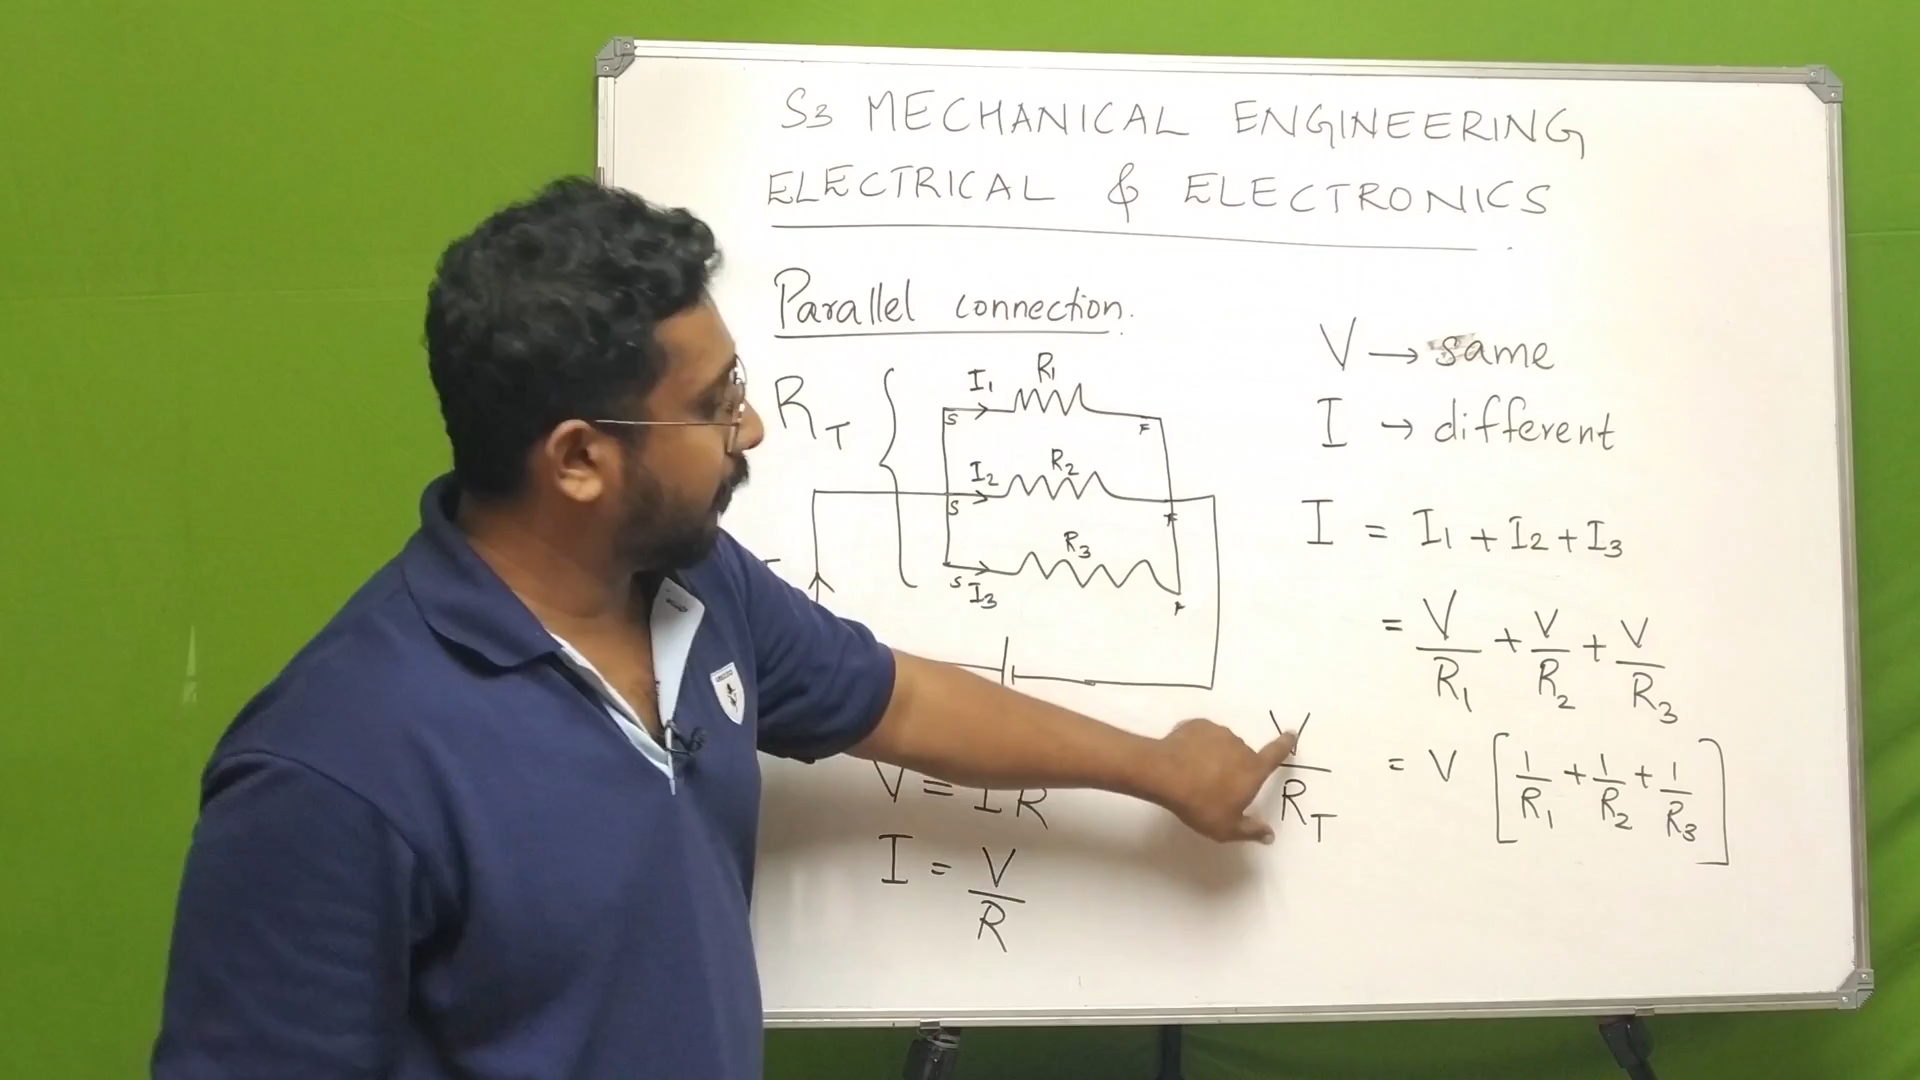 S3 MECHANICAL ENGINEERING
ELECTRICAL & ELECTRONICS
Parallel connection.
R_T
I₁ R₁
S F
I₂ R₂
S F
R₃
S I₃ F
V = IR
I = V/R
V → same
I → different
I = I₁ + I₂ + I₃
= V/R₁ + V/R₂ + V/R₃
V/R_T = V [1/R₁ + 1/R₂ + 1/R₃]